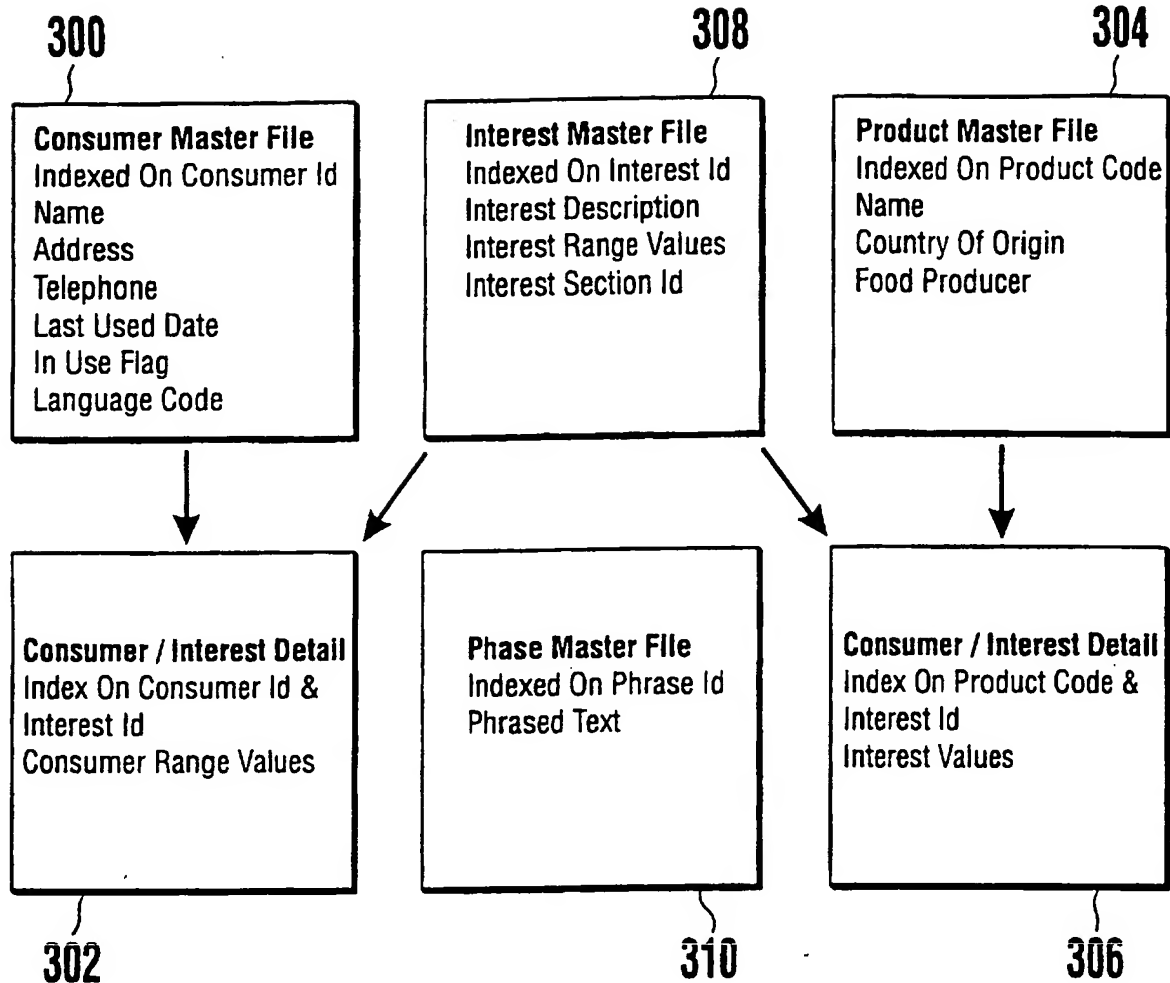 300
308
304
Consumer Master File
Indexed On Consumer Id
Name
Address
Telephone
Last Used Date
In Use Flag
Language Code
Interest Master File
Indexed On Interest Id
Interest Description
Interest Range Values
Interest Section Id
Product Master File
Indexed On Product Code
Name
Country Of Origin
Food Producer
Consumer / Interest Detail
Index On Consumer Id &
Interest Id
Consumer Range Values
Phase Master File
Indexed On Phrase Id
Phrased Text
Consumer / Interest Detail
Index On Product Code &
Interest Id
Interest Values
302
310
306